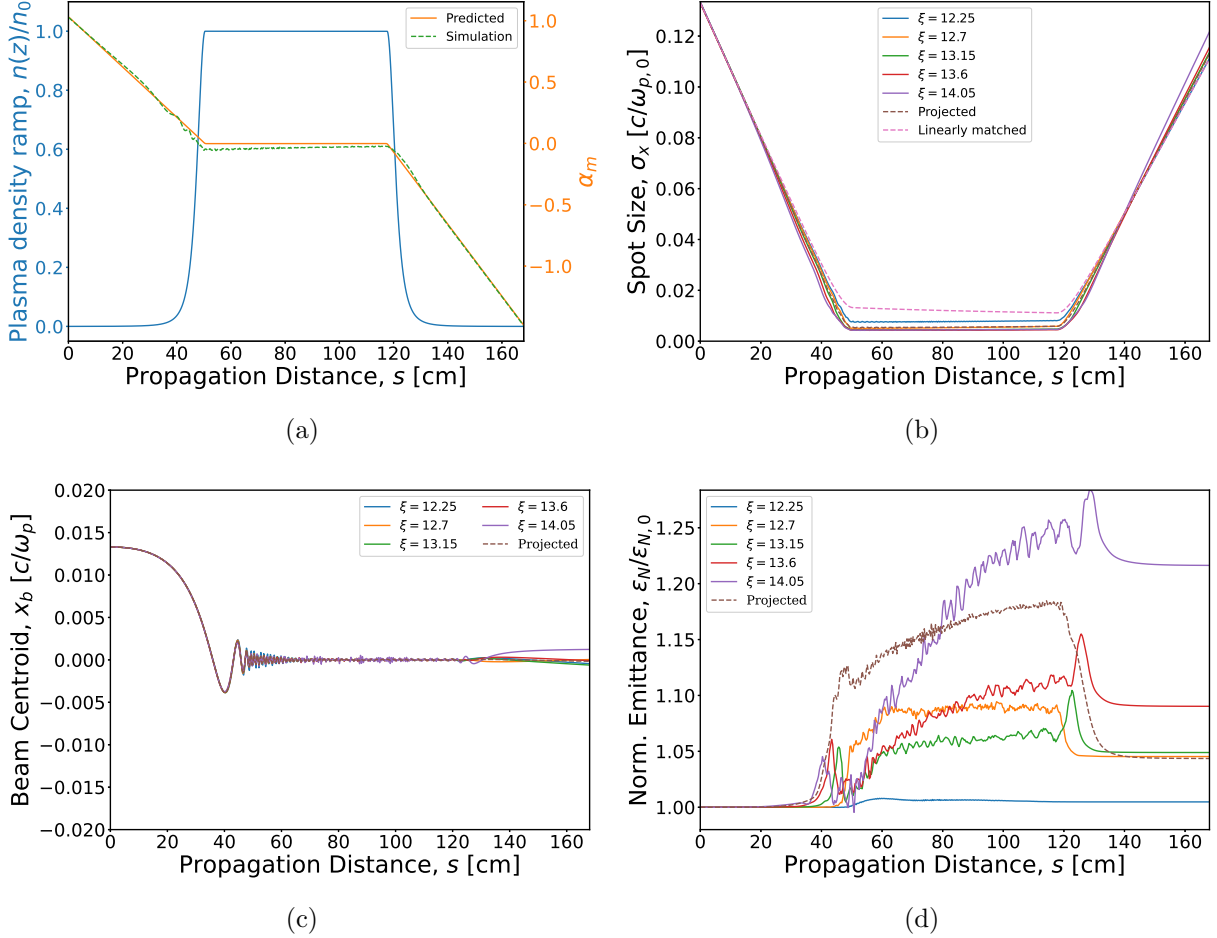 Plasma density ramp, n(z)/n₀
1.0
0.8
0.6
0.4
0.2
0.0
Predicted
Simulation
1.0
0.5
0.0
−0.5
−1.0
αₘ
0 20 40 60 80 100 120 140 160
Propagation Distance, s [cm]
(a)
Spot Size, σₓ [c/ωₚ,₀]
0.12
0.10
0.08
0.06
0.04
0.02
0.00
ξ = 12.25
ξ = 12.7
ξ = 13.15
ξ = 13.6
ξ = 14.05
Projected
Linearly matched
0 20 40 60 80 100 120 140 160
Propagation Distance, s [cm]
(b)
Beam Centroid, x_b [c/ωₚ]
0.020
0.015
0.010
0.005
0.000
−0.005
−0.010
−0.015
−0.020
ξ = 12.25 ξ = 13.6
ξ = 12.7 ξ = 14.05
ξ = 13.15 Projected
0 20 40 60 80 100 120 140 160
Propagation Distance, s [cm]
(c)
Norm. Emittance, εN/εN,₀
1.25
1.20
1.15
1.10
1.05
1.00
ξ = 12.25
ξ = 12.7
ξ = 13.15
ξ = 13.6
ξ = 14.05
Projected
0 20 40 60 80 100 120 140 160
Propagation Distance, s [cm]
(d)